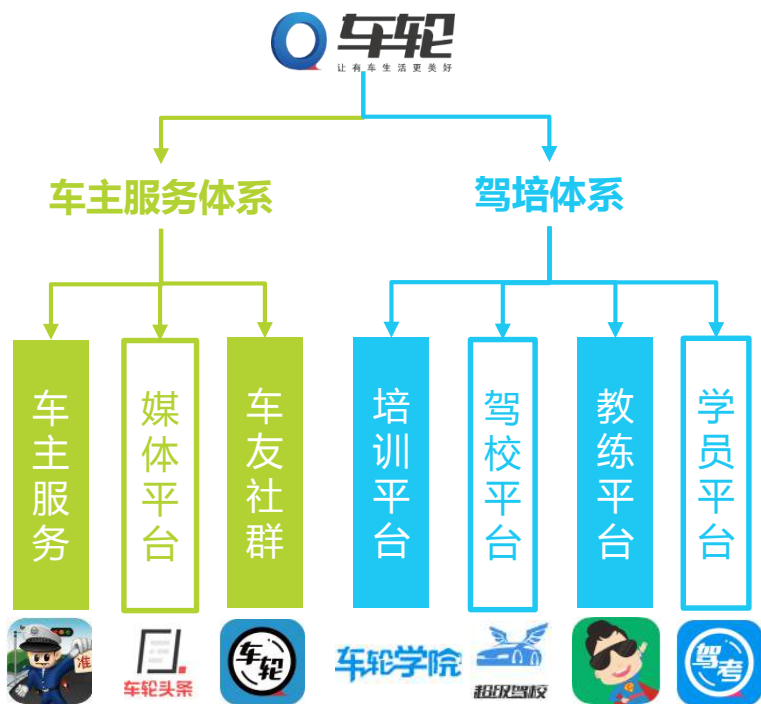 车轮
让有车生活更美好
车主服务体系
驾培体系
车主服务
媒体平台
车友社群
培训平台
驾校平台
教练平台
学员平台
准
车轮头条
车轮
车轮学院
超级驾校
驾考